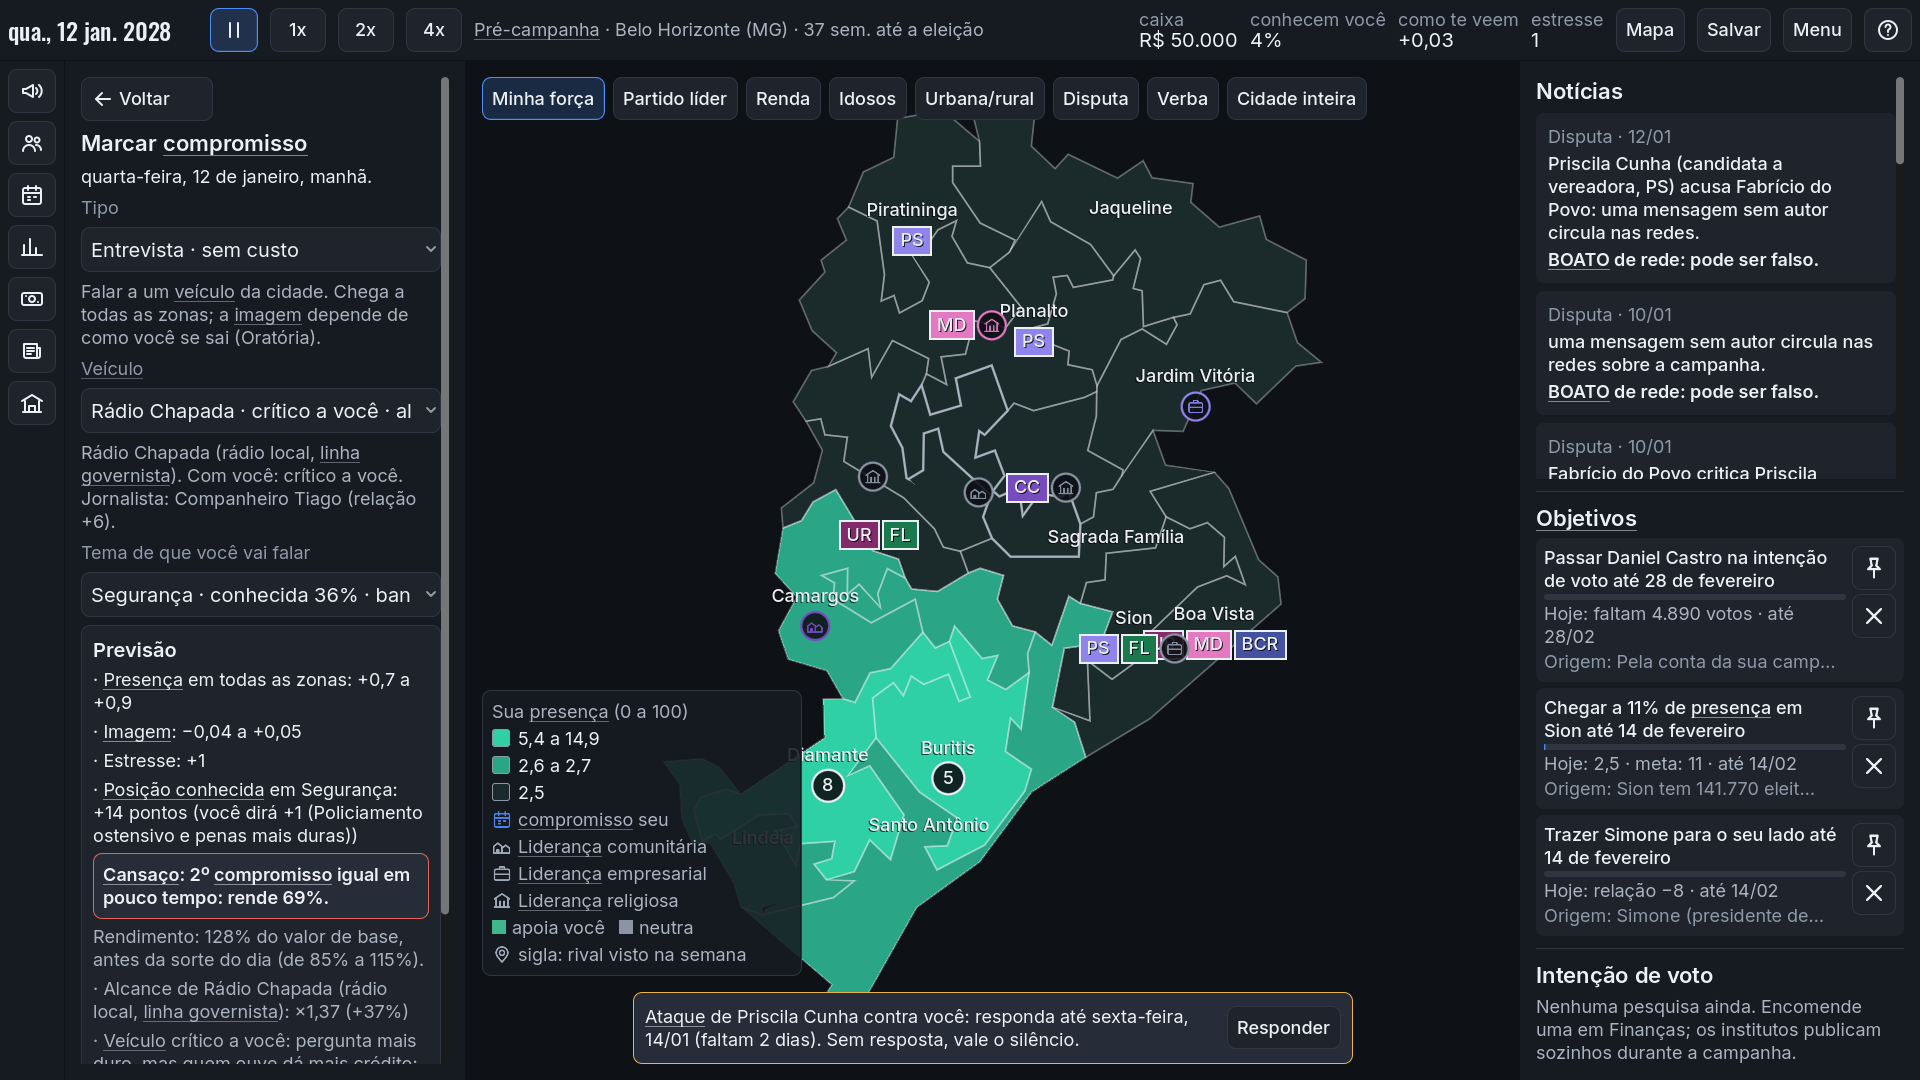 qua., 12 jan. 2028
1x
2x
4x
Pré-campanha · Belo Horizonte (MG) · 37 sem. até a eleição
caixa
R$ 50.000
conhecem você
4%
como te veem
+0,03
estresse
1
Mapa
Salvar
Menu
Voltar
Marcar compromisso
quarta-feira, 12 de janeiro, manhã.
Tipo
Entrevista · sem custo
Falar a um veículo da cidade. Chega a
todas as zonas; a imagem depende de
como você se sai (Oratória).
Veículo
Rádio Chapada · crítico a você · al
Rádio Chapada (rádio local, linha
governista). Com você: crítico a você.
Jornalista: Companheiro Tiago (relação
+6).
Tema de que você vai falar
Segurança · conhecida 36% · ban
Previsão
· Presença em todas as zonas: +0,7 a
+0,9
· Imagem: −0,04 a +0,05
· Estresse: +1
· Posição conhecida em Segurança:
+14 pontos (você dirá +1 (Policiamento
ostensivo e penas mais duras))
Cansaço: 2º compromisso igual em
pouco tempo: rende 69%.
Rendimento: 128% do valor de base,
antes da sorte do dia (de 85% a 115%).
· Alcance de Rádio Chapada (rádio
local, linha governista): ×1,37 (+37%)
· Veículo crítico a você: pergunta mais
duro, mas quem ouve dá mais crédito:
Minha força
Partido líder
Renda
Idosos
Urbana/rural
Disputa
Verba
Cidade inteira
Piratininga
PS
Jaqueline
Planalto
MD
PS
Jardim Vitória
CC
Sagrada Família
UR
FL
Camargos
Sion
Boa Vista
PS
FL
MD
BCR
Diamante
8
Buritis
5
Santo Antônio
Lindéia
Sua presença (0 a 100)
5,4 a 14,9
2,6 a 2,7
2,5
compromisso seu
Liderança comunitária
Liderança empresarial
Liderança religiosa
apoia você
neutra
sigla: rival visto na semana
Ataque de Priscila Cunha contra você: responda até sexta-feira,
14/01 (faltam 2 dias). Sem resposta, vale o silêncio.
Responder
Notícias
Disputa · 12/01
Priscila Cunha (candidata a
vereadora, PS) acusa Fabrício do
Povo: uma mensagem sem autor
circula nas redes.
BOATO de rede: pode ser falso.
Disputa · 10/01
uma mensagem sem autor circula nas
redes sobre a campanha.
BOATO de rede: pode ser falso.
Disputa · 10/01
Fabrício do Povo critica Priscila
Objetivos
Passar Daniel Castro na intenção
de voto até 28 de fevereiro
Hoje: faltam 4.890 votos · até
28/02
Origem: Pela conta da sua camp...
Chegar a 11% de presença em
Sion até 14 de fevereiro
Hoje: 2,5 · meta: 11 · até 14/02
Origem: Sion tem 141.770 eleit...
Trazer Simone para o seu lado até
14 de fevereiro
Hoje: relação −8 · até 14/02
Origem: Simone (presidente de...
Intenção de voto
Nenhuma pesquisa ainda. Encomende
uma em Finanças; os institutos publicam
sozinhos durante a campanha.